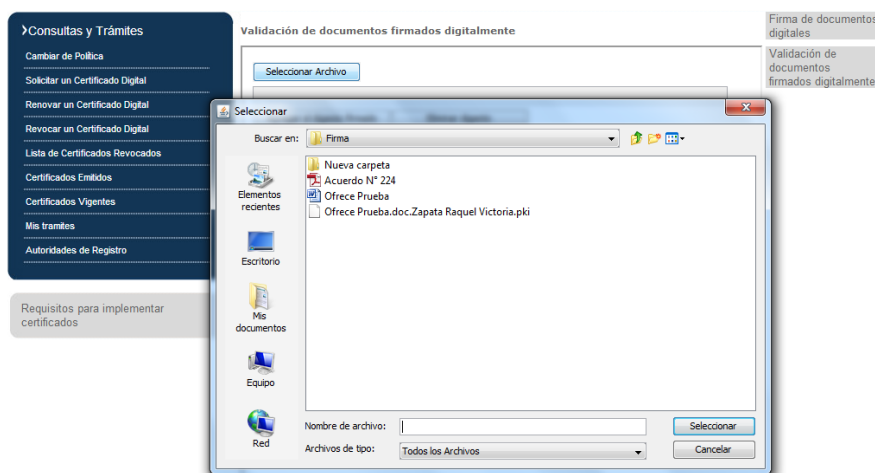 Consultas y Trámites
Cambiar de Política
Solicitar un Certificado Digital
Renovar un Certificado Digital
Revocar un Certificado Digital
Lista de Certificados Revocados
Certificados Emitidos
Certificados Vigentes
Mis tramites
Autoridades de Registro
Requisitos para implementar
certificados
Validación de documentos firmados digitalmente
Seleccionar Archivo
Firma de documentos
digitales
Validación de
documentos
firmados digitalmente
Seleccionar
Buscar en:
Firma
Elementos
recientes
Escritorio
Mis
documentos
Equipo
Red
Nueva carpeta
Acuerdo N° 224
Ofrece Prueba
Ofrece Prueba.doc.Zapata Raquel Victoria.pki
Nombre de archivo:
Seleccionar
Archivos de tipo:
Todos los Archivos
Cancelar